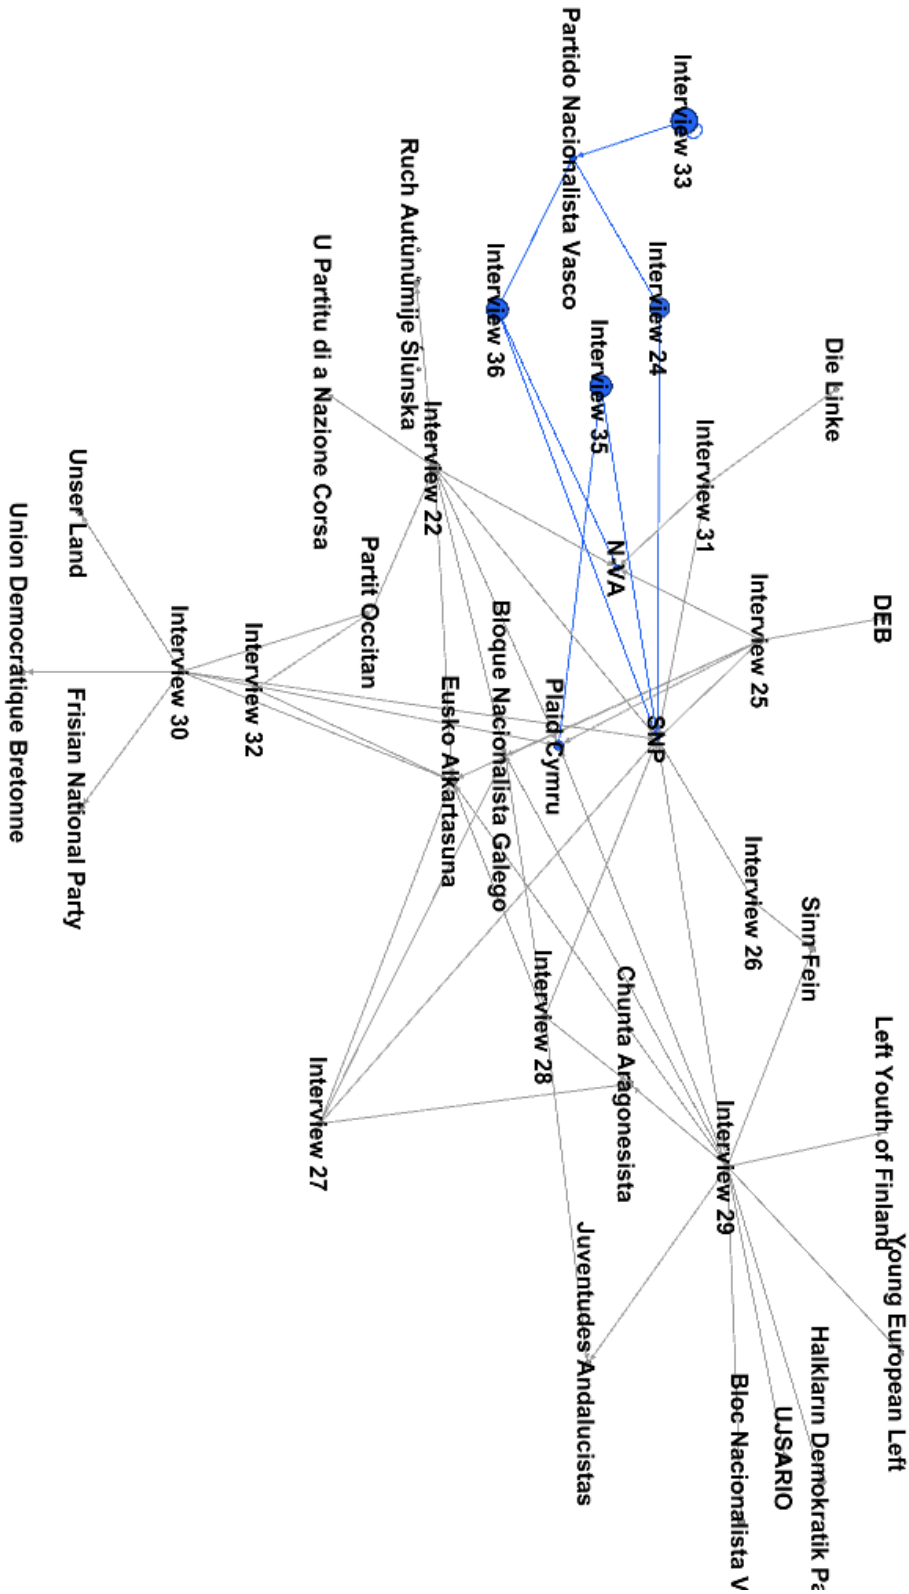 Interview 33
Partido Nacionalista Vasco
Ruch Autůnůmije Ślůnska
U Partitu di a Nazione Corsa
Interview 36
Interview 24
Interview 35
Die Linke
Interview 31
Interview 22
Unser Land
Union Democratique Bretonne
Partit Occitan
N-VA
Interview 25
DEB
Interview 30
Interview 32
Bloque Nacionalista Galego
Plaid Cymru
Eusko Alkartasuna
SNP
Frisian National Party
Interview 26
Sinn Fein
Interview 28
Chunta Aragonesista
Left Youth of Finland
Interview 27
Interview 29
Juventudes Andalucistas
Young European Left
Halkların Demokratik Pa
Bloc Nacionalista V
UJSARIO